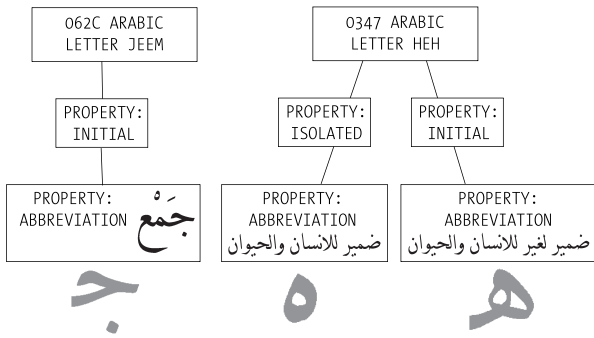 062C ARABIC
LETTER JEEM
0347 ARABIC
LETTER HEH
PROPERTY:
INITIAL
PROPERTY:
ISOLATED
PROPERTY:
INITIAL
PROPERTY:
ABBREVIATION جَمْع
PROPERTY:
ABBREVIATION
ضمير للانسان والحيوان
PROPERTY:
ABBREVIATION
ضمير لغير للانسان والحيوان
جـ
ه
هـ